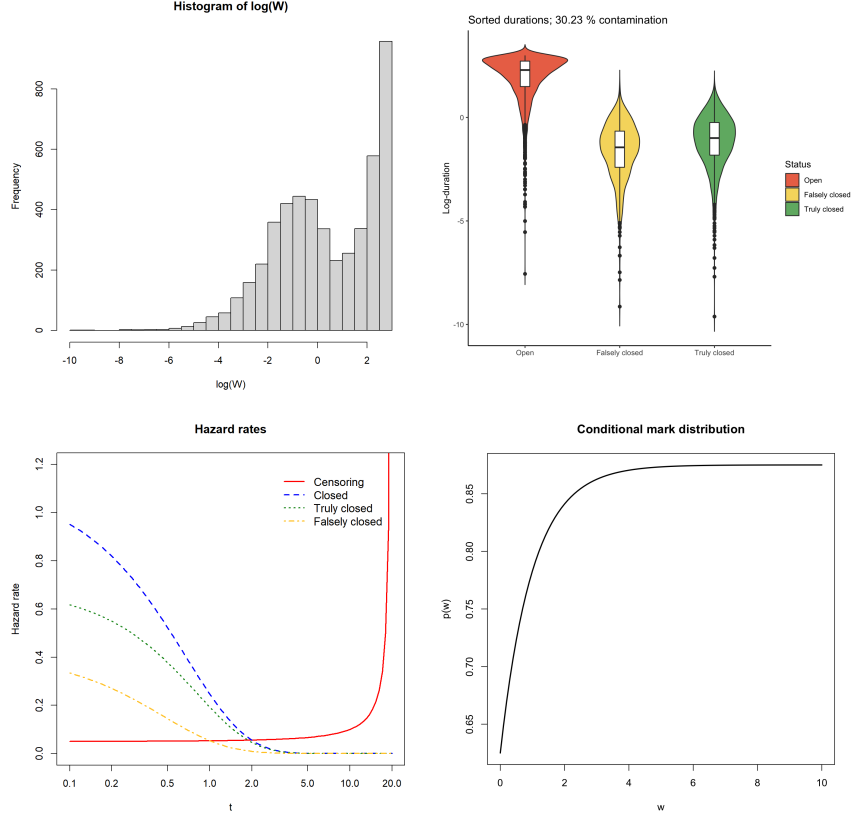 Histogram of log(W)
Frequency
0
200
400
600
800
-10 -8 -6 -4 -2 0 2
log(W)
Sorted durations; 30.23 % contamination
Log-duration
0
-5
-10
Open Falsely closed Truly closed
Status
Open
Falsely closed
Truly closed
Hazard rates
Hazard rate
0.0
0.2
0.4
0.6
0.8
1.0
1.2
Censoring
Closed
Truly closed
Falsely closed
0.1 0.2 0.5 1.0 2.0 5.0 10.0 20.0
t
Conditional mark distribution
p(w)
0.65
0.70
0.75
0.80
0.85
0 2 4 6 8 10
w